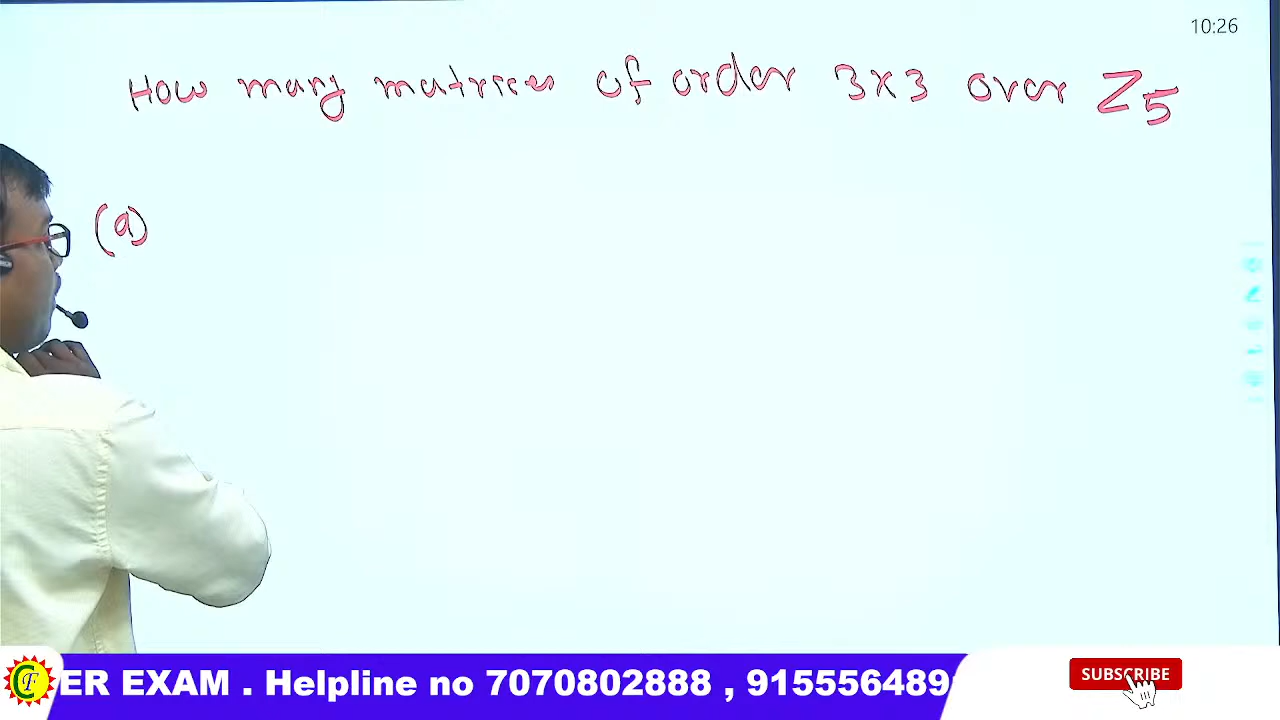 10:26
How many matrices of order 3x3 over Z5
(a)
ER EXAM . Helpline no 7070802888 , 915556489
SUBSCRIBE